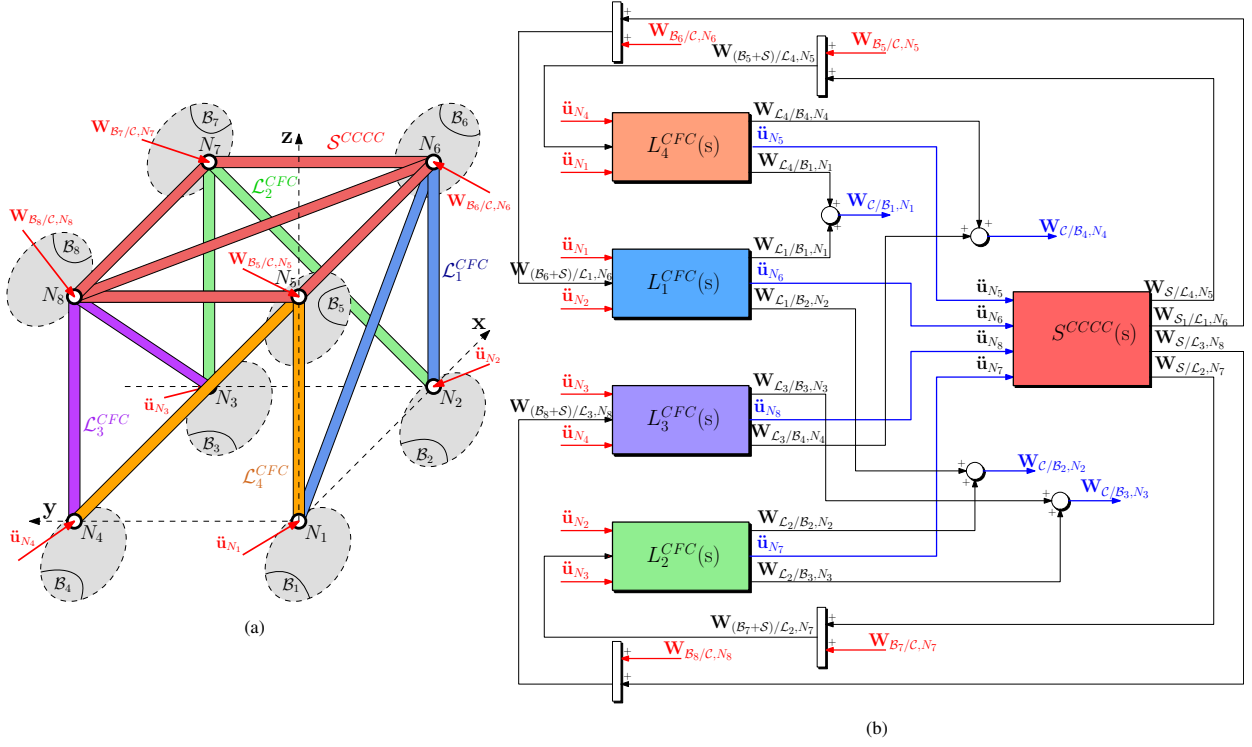 B₇
B₆
W_{B₇/C,N₇}
N₇
z
S^{CCCC}
N₆
L₂^{CFC}
W_{B₆/C,N₆}
W_{B₈/C,N₈}
B₈
W_{B₅/C,N₅}
N₈
N₅
B₅
L₁^{CFC}
x
ü_{N₂}
ü_{N₃}
N₃
N₂
L₃^{CFC}
B₃
B₂
L₄^{CFC}
y
ü_{N₄}
N₄
ü_{N₁}
N₁
B₄
B₁
(a)
+
W_{B₆/C,N₆}
+
W_{(B₅+S)/L₄,N₅}
+
W_{B₅/C,N₅}
+
ü_{N₄}
ü_{N₁}
L₄^{CFC}(s)
W_{L₄/B₄,N₄}
ü_{N₅}
W_{L₄/B₁,N₁}
+
+
W_{C/B₁,N₁}
+
+
W_{C/B₄,N₄}
ü_{N₁}
W_{(B₆+S)/L₁,N₆}
ü_{N₂}
L₁^{CFC}(s)
W_{L₁/B₁,N₁}
ü_{N₆}
W_{L₁/B₂,N₂}
ü_{N₅}
ü_{N₆}
ü_{N₈}
ü_{N₇}
S^{CCCC}(s)
W_{S/L₄,N₅}
W_{S₁/L₁,N₆}
W_{S/L₃,N₈}
W_{S/L₂,N₇}
ü_{N₃}
W_{(B₈+S)/L₃,N₈}
ü_{N₄}
L₃^{CFC}(s)
W_{L₃/B₃,N₃}
ü_{N₈}
W_{L₃/B₄,N₄}
+
+
W_{C/B₂,N₂}
+
+
W_{C/B₃,N₃}
ü_{N₂}
ü_{N₃}
L₂^{CFC}(s)
W_{L₂/B₂,N₂}
ü_{N₇}
W_{L₂/B₃,N₃}
W_{(B₇+S)/L₂,N₇}
+
+
W_{B₇/C,N₇}
+
W_{B₈/C,N₈}
+
(b)